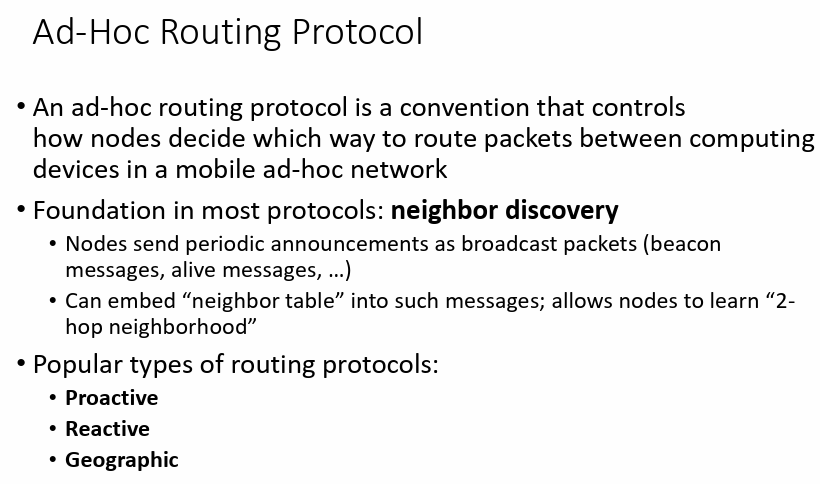 Ad-Hoc Routing Protocol
• An ad-hoc routing protocol is a convention that controls
how nodes decide which way to route packets between computing
devices in a mobile ad-hoc network
• Foundation in most protocols: neighbor discovery
• Nodes send periodic announcements as broadcast packets (beacon
messages, alive messages, …)
• Can embed “neighbor table” into such messages; allows nodes to learn “2-
hop neighborhood”
• Popular types of routing protocols:
• Proactive
• Reactive
• Geographic